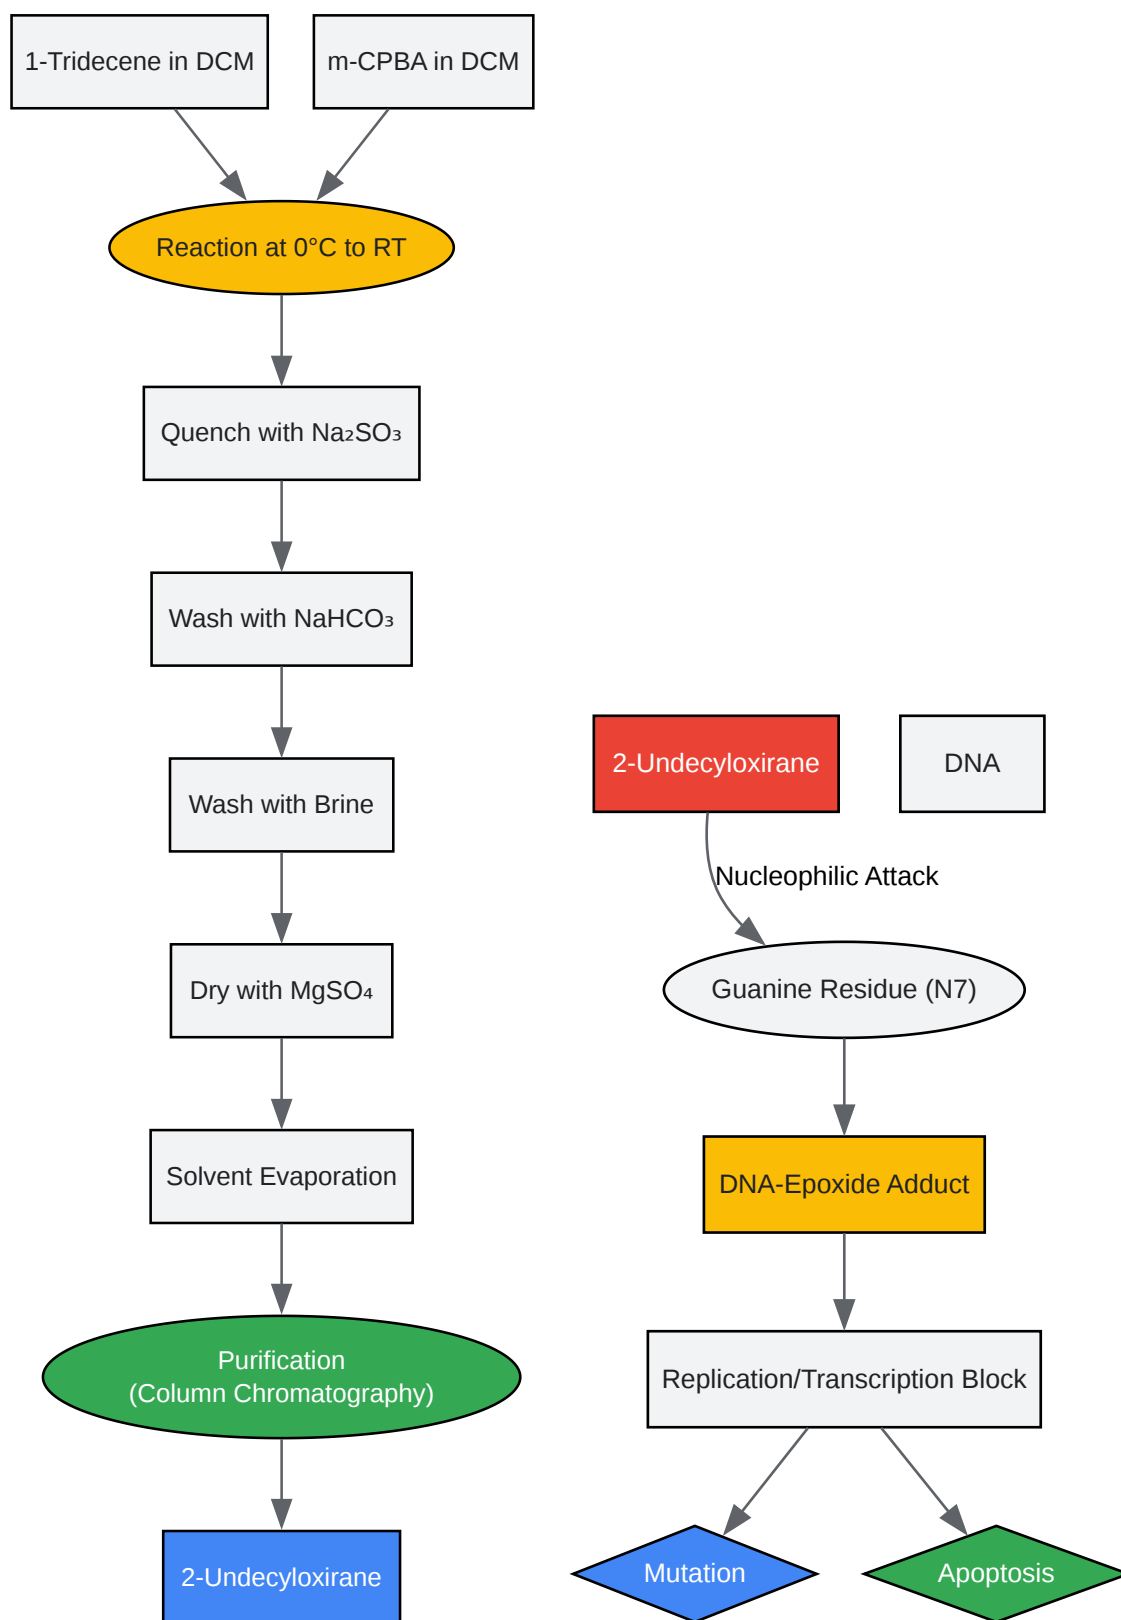 1-Tridecene in DCM
m-CPBA in DCM
Reaction at 0°C to RT
Quench with Na₂SO₃
Wash with NaHCO₃
Wash with Brine
Dry with MgSO₄
Solvent Evaporation
Purification
(Column Chromatography)
2-Undecyloxirane
2-Undecyloxirane
DNA
Nucleophilic Attack
Guanine Residue (N7)
DNA-Epoxide Adduct
Replication/Transcription Block
Mutation
Apoptosis